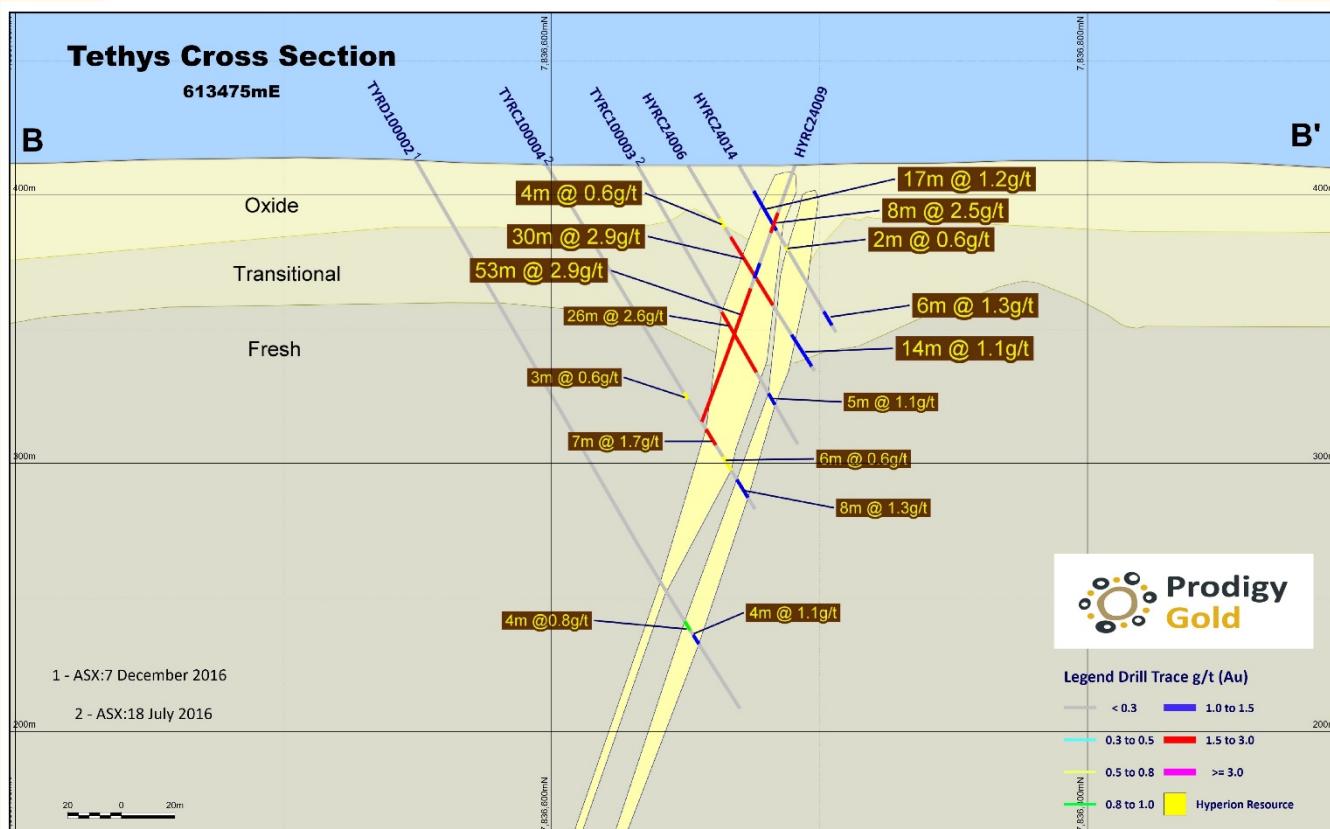 Tethys Cross Section
613475mE
7,836,600mN
7,836,800mN
B
B'
TYRD100002 1
TYRC100004 2
TYRC100003 2
HYRC24006
HYRC24014
HYRC24009
400m
400m
Oxide
Transitional
Fresh
4m @ 0.6g/t
30m @ 2.9g/t
53m @ 2.9g/t
26m @ 2.6g/t
3m @ 0.6g/t
7m @ 1.7g/t
4m @0.8g/t
17m @ 1.2g/t
8m @ 2.5g/t
2m @ 0.6g/t
6m @ 1.3g/t
14m @ 1.1g/t
5m @ 1.1g/t
6m @ 0.6g/t
8m @ 1.3g/t
4m @ 1.1g/t
300m
300m
200m
200m
1 - ASX:7 December 2016
2 - ASX:18 July 2016
20 0 20m
7,836,600mN
7,836,800mN
Prodigy
Gold
Legend Drill Trace g/t (Au)
< 0.3 1.0 to 1.5
0.3 to 0.5 1.5 to 3.0
0.5 to 0.8 >= 3.0
0.8 to 1.0 Hyperion Resource